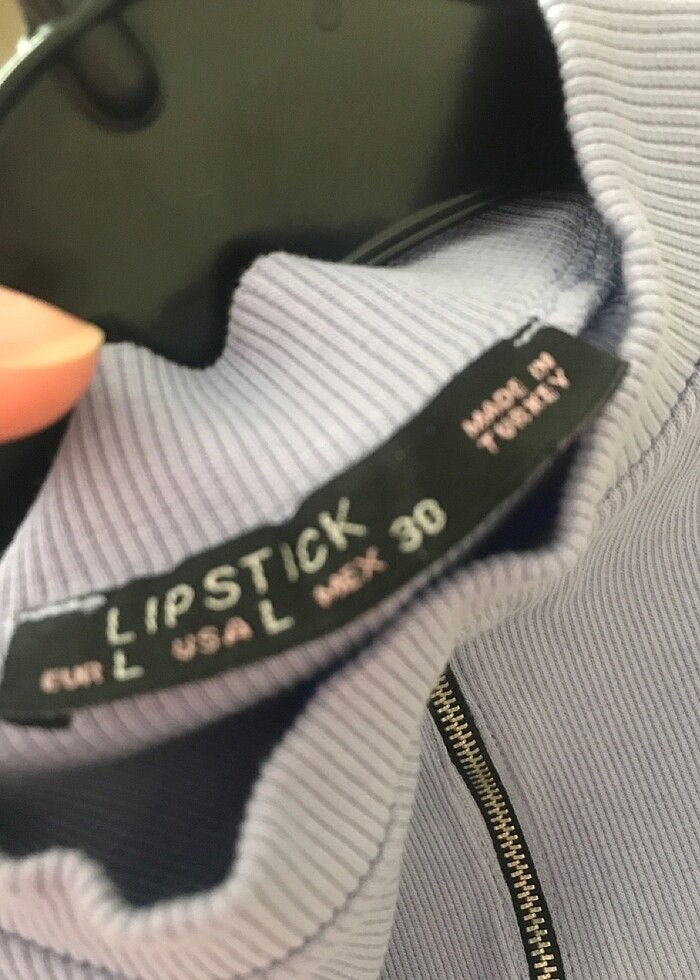 LIPSTICK
EUR L USA L MEX 30
MADE IN
TURKEY